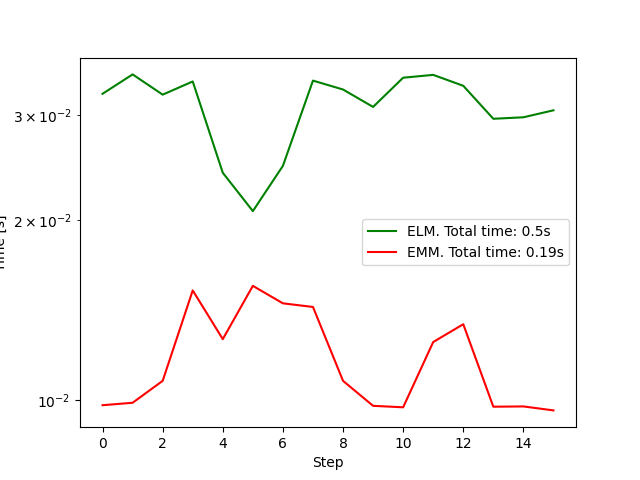 3 × 10⁻²
2 × 10⁻²
10⁻²
ELM. Total time: 0.5s
EMM. Total time: 0.19s
0 2 4 6 8 10 12 14
Step